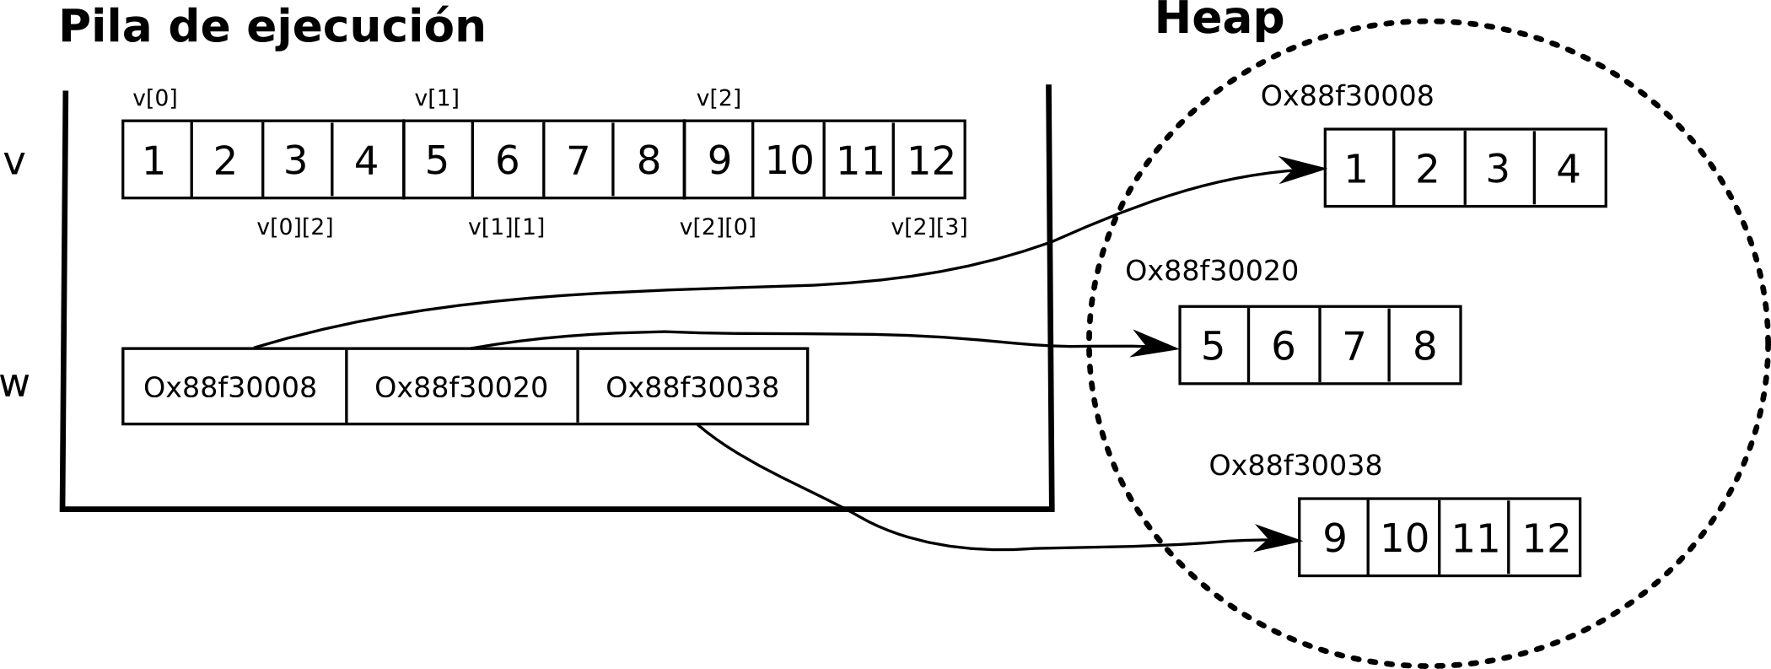 Pila de ejecución
Heap
v[0] v[1] v[2]
Ox88f30008
v
1 2 3 4 5 6 7 8 9 10 11 12
1 2 3 4
v[0][2] v[1][1] v[2][0] v[2][3]
Ox88f30020
5 6 7 8
w
Ox88f30008 Ox88f30020 Ox88f30038
Ox88f30038
9 10 11 12